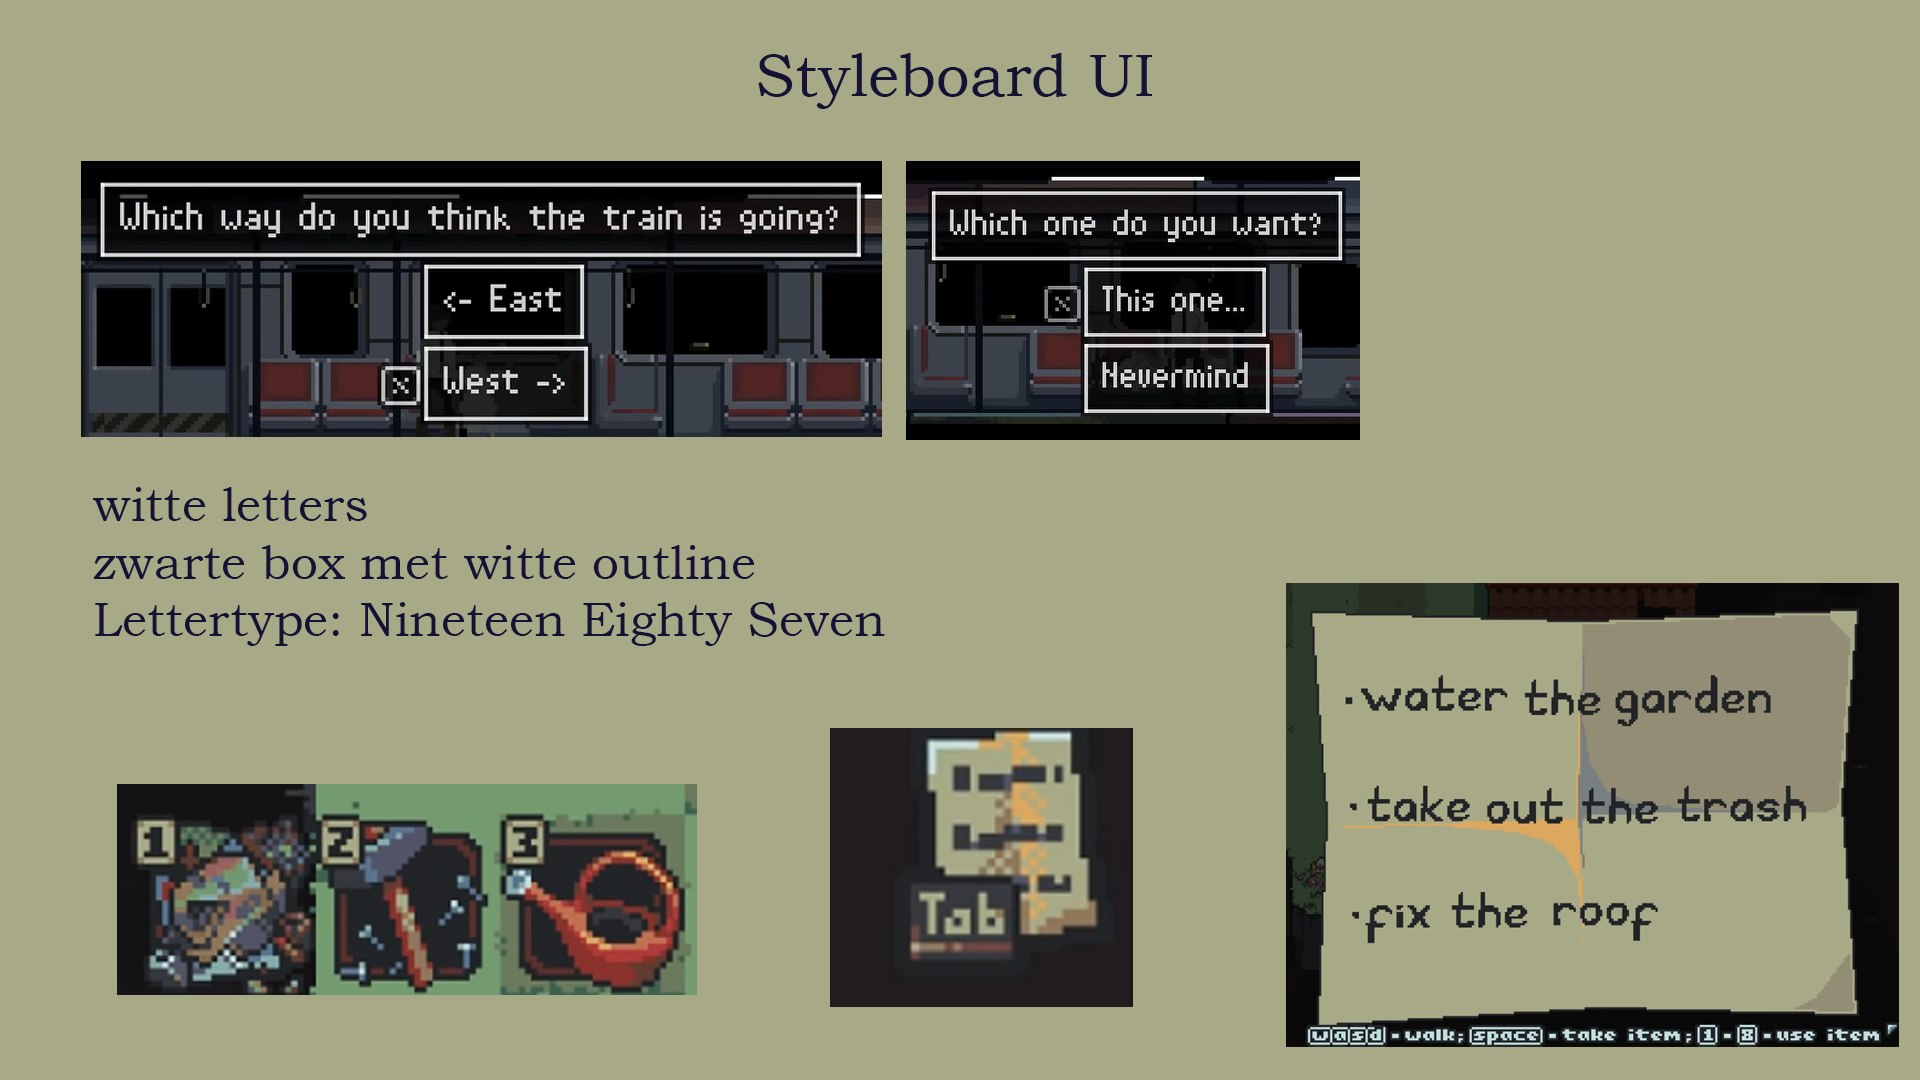 Styleboard UI
Which way do you think the train is going?
<- East
x West ->
Which one do you want?
x This one...
Nevermind
witte letters
zwarte box met witte outline
Lettertype: Nineteen Eighty Seven
1 2 3
Tab
·water the garden
·take out the trash
·fix the roof
wasd - walk; space - take item; 1 - 8 - use item